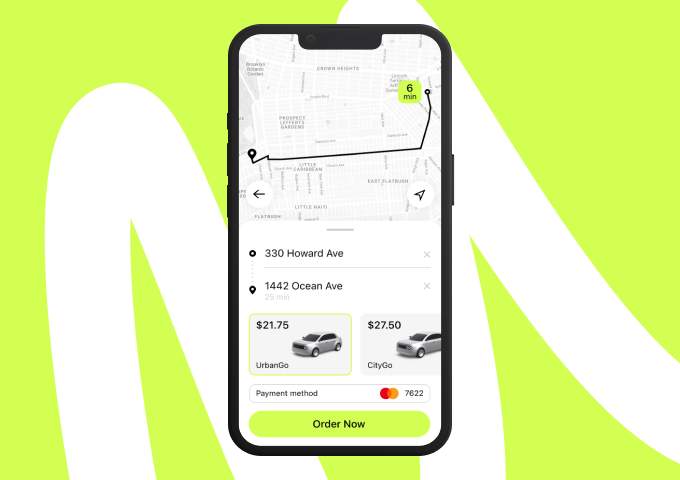 Brooklyn
Botanic
Garden
CROWN HEIGHTS
Lincoln
6
min
PROSPECT
LEFFERTS
GARDENS
LITTLE
CARIBBEAN
EAST FLATBUSH
LITTLE HAITI
FLATBUSH
330 Howard Ave
1442 Ocean Ave
25 min
$21.75
UrbanGo
$27.50
CityGo
Payment method
7622
Order Now